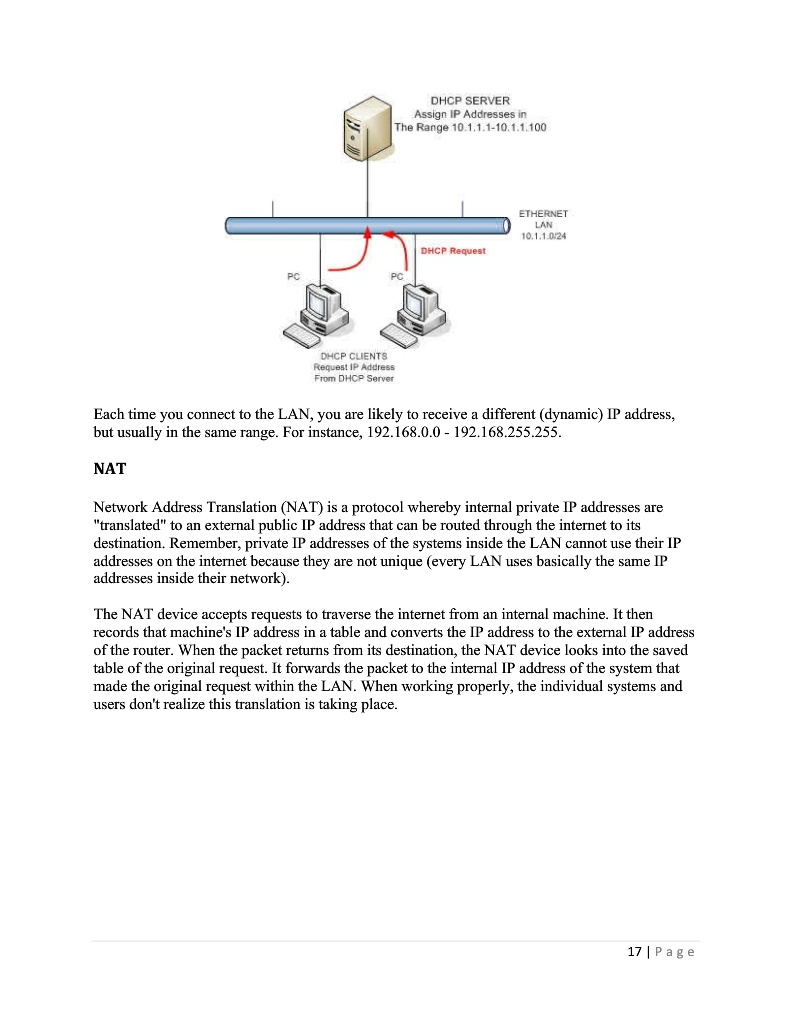 DHCP SERVER
Assign IP Addresses in
The Range 10.1.1.1-10.1.1.100
ETHERNET
LAN
10.1.1.0/24
DHCP Request
PC
PC
DHCP CLIENTS
Request IP Address
From DHCP Server
Each time you connect to the LAN, you are likely to receive a different (dynamic) IP address,
but usually in the same range. For instance, 192.168.0.0 - 192.168.255.255.
NAT
Network Address Translation (NAT) is a protocol whereby internal private IP addresses are
"translated" to an external public IP address that can be routed through the internet to its
destination. Remember, private IP addresses of the systems inside the LAN cannot use their IP
addresses on the internet because they are not unique (every LAN uses basically the same IP
addresses inside their network).
The NAT device accepts requests to traverse the internet from an internal machine. It then
records that machine's IP address in a table and converts the IP address to the external IP address
of the router. When the packet returns from its destination, the NAT device looks into the saved
table of the original request. It forwards the packet to the internal IP address of the system that
made the original request within the LAN. When working properly, the individual systems and
users don't realize this translation is taking place.
17 | Page